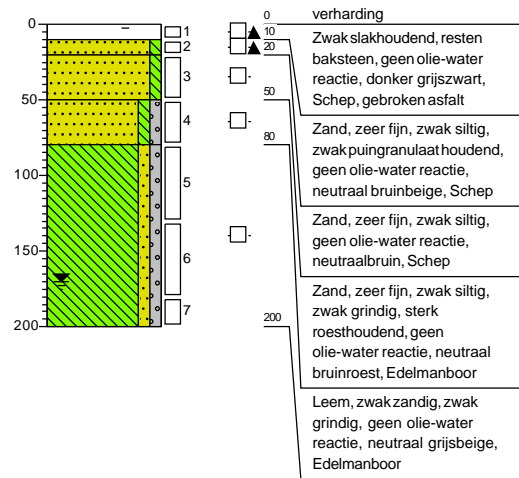 0
50
100
150
200
1
2
3
4
5
6
7
0
10
20
50
80
200
verharding
Zwak slakhoudend, resten
baksteen, geen olie-water
reactie, donker grijszwart,
Schep, gebroken asfalt
Zand, zeer fijn, zwak siltig,
zwak puingranulaat houdend,
geen olie-water reactie,
neutraal bruinbeige, Schep
Zand, zeer fijn, zwak siltig,
geen olie-water reactie,
neutraalbruin, Schep
Zand, zeer fijn, zwak siltig,
zwak grindig, sterk
roesthoudend, geen
olie-water reactie, neutraal
bruinroest, Edelmanboor
Leem, zwak zandig, zwak
grindig, geen olie-water
reactie, neutraal grijsbeige,
Edelmanboor